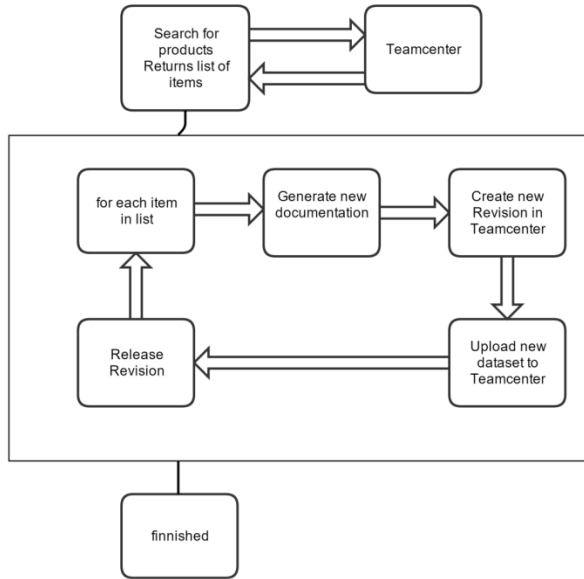 Search for
products
Returns list of
items
Teamcenter
for each item
in list
Generate new
documentation
Create new
Revision in
Teamcenter
Release
Revision
Upload new
dataset to
Teamcenter
finnished